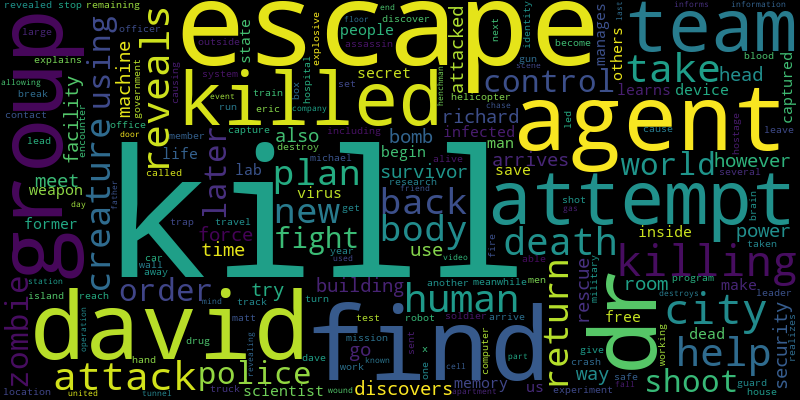 revealed stop remaining
escape
team
group
large
explains
using
officer
machine
government
reveals
causing
outside
system
event
run
eric
state
train
box
hospital
explosive
floor
assassin
people
secret
set
company
end
discover
attacked
henchman
next
gun
scene
identity
become
manages
others
last
informs information
blood
take
head
captured
control
learns device
killed
helicopter
chase
richard
led
cause
hostage
leave
agent
allowing
break
contact
lead
facility
encounter
office
door
member
capture
including
destroy
also
bomb
begin
infected
man
arrives
save
world however
several
creature
meet
weapon
day
former
father
life
called
later
lab
michael
alive
plan
survivor
virus
research
friend
new
get
back
body
kill
attempt
shot
gas
brain
power
taken
trap travel
force
time
year
used
fight
use
video
fire
death
able
inside
killing
car
wall
away
zombie
station
island reach
operation
order
try
track
building
turn
another meanwhile men
human
return
rescue
military
dr
room
program
make leader
destroys
city
security
realizes
david
mind
matt
drug
revealing
test
robot arrive
mission
soldier
find
free
dead
working
help
hand
dave
go
work
known
sent
x
one
cell
computer
part
give
crash
way
safe
fall
shoot
guard
house
attack
police
location
united
tunnel
truck
scientist
wound
discovers
memory
apartment
us
experiment